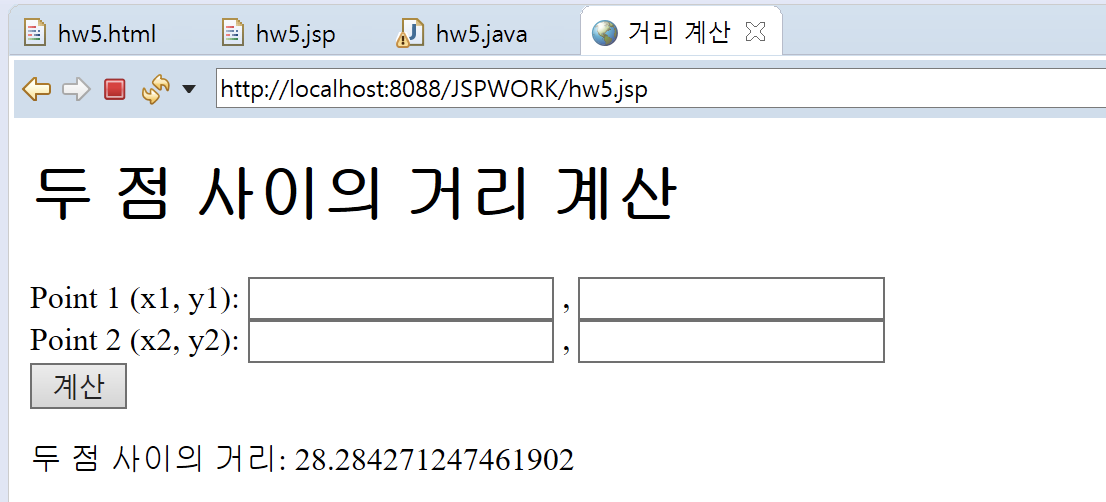 hw5.html hw5.jsp hw5.java 거리 계산
http://localhost:8088/JSPWORK/hw5.jsp
두 점 사이의 거리 계산
Point 1 (x1, y1): ,
Point 2 (x2, y2): ,
계산
두 점 사이의 거리: 28.284271247461902